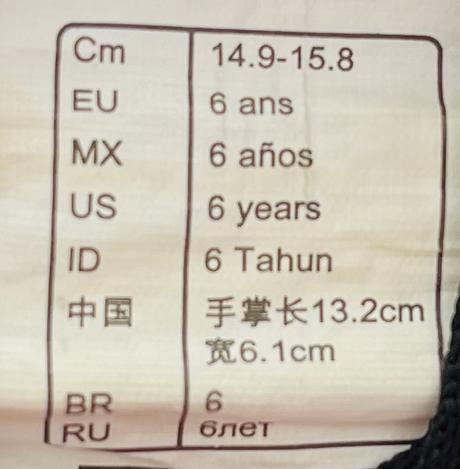 Cm 14.9-15.8
EU 6 ans
MX 6 años
US 6 years
ID 6 Tahun
中国 手掌长13.2cm
宽6.1cm
BR 6
RU 6лет